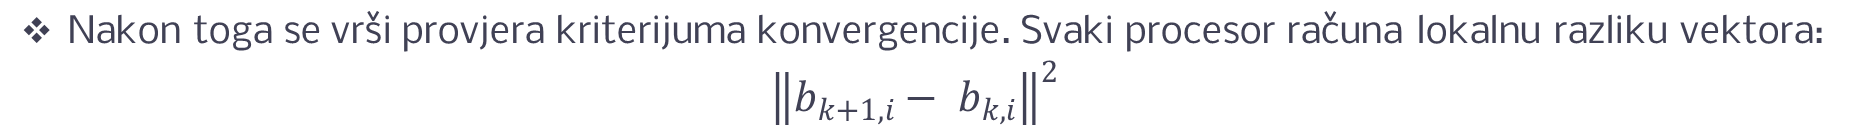 ❖ Nakon toga se vrši provjera kriterijuma konvergencije. Svaki procesor računa lokalnu razliku vektora:
‖b_{k+1,i} − b_{k,i}‖²